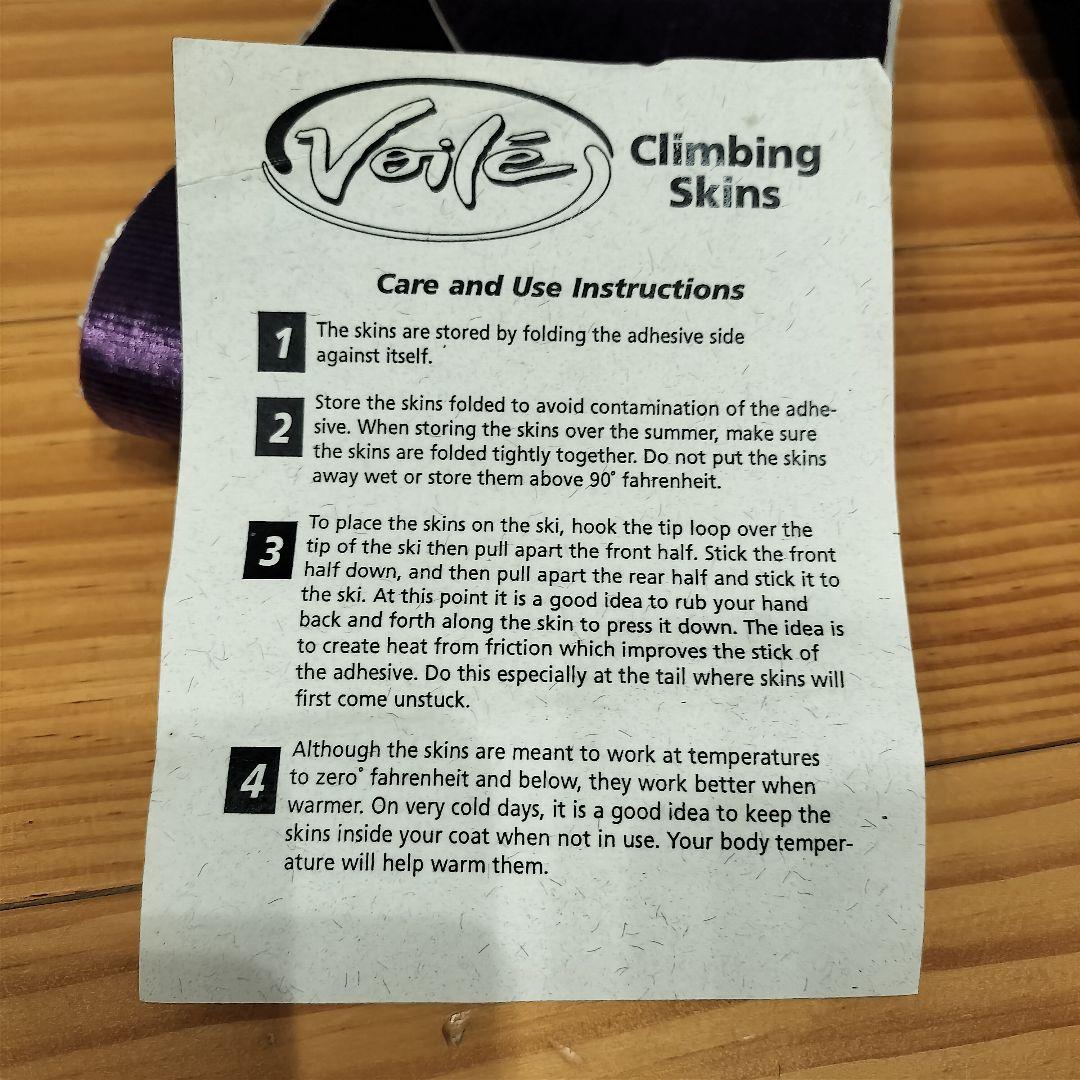 Voilé
Climbing
Skins
Care and Use Instructions
1
The skins are stored by folding the adhesive side
against itself.
2
Store the skins folded to avoid contamination of the adhe-
sive. When storing the skins over the summer, make sure
the skins are folded tightly together. Do not put the skins
away wet or store them above 90° fahrenheit.
3
To place the skins on the ski, hook the tip loop over the
tip of the ski then pull apart the front half. Stick the front
half down, and then pull apart the rear half and stick it to
the ski. At this point it is a good idea to rub your hand
back and forth along the skin to press it down. The idea is
to create heat from friction which improves the stick of
the adhesive. Do this especially at the tail where skins will
first come unstuck.
4
Although the skins are meant to work at temperatures
to zero° fahrenheit and below, they work better when
warmer. On very cold days, it is a good idea to keep the
skins inside your coat when not in use. Your body temper-
ature will help warm them.